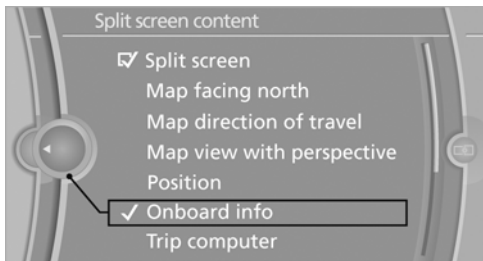 Split screen content
Split screen
Map facing north
Map direction of travel
Map view with perspective
Position
Onboard info
Trip computer